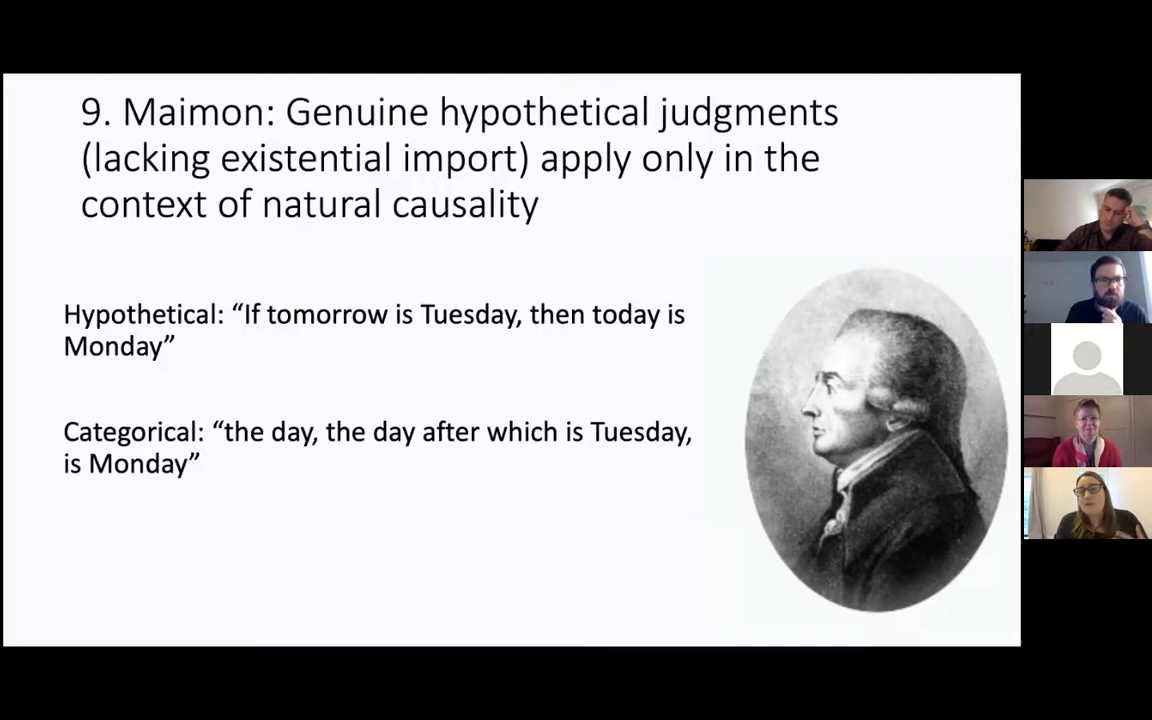 9. Maimon: Genuine hypothetical judgments
(lacking existential import) apply only in the
context of natural causality
Hypothetical: “If tomorrow is Tuesday, then today is
Monday”
Categorical: “the day, the day after which is Tuesday,
is Monday”